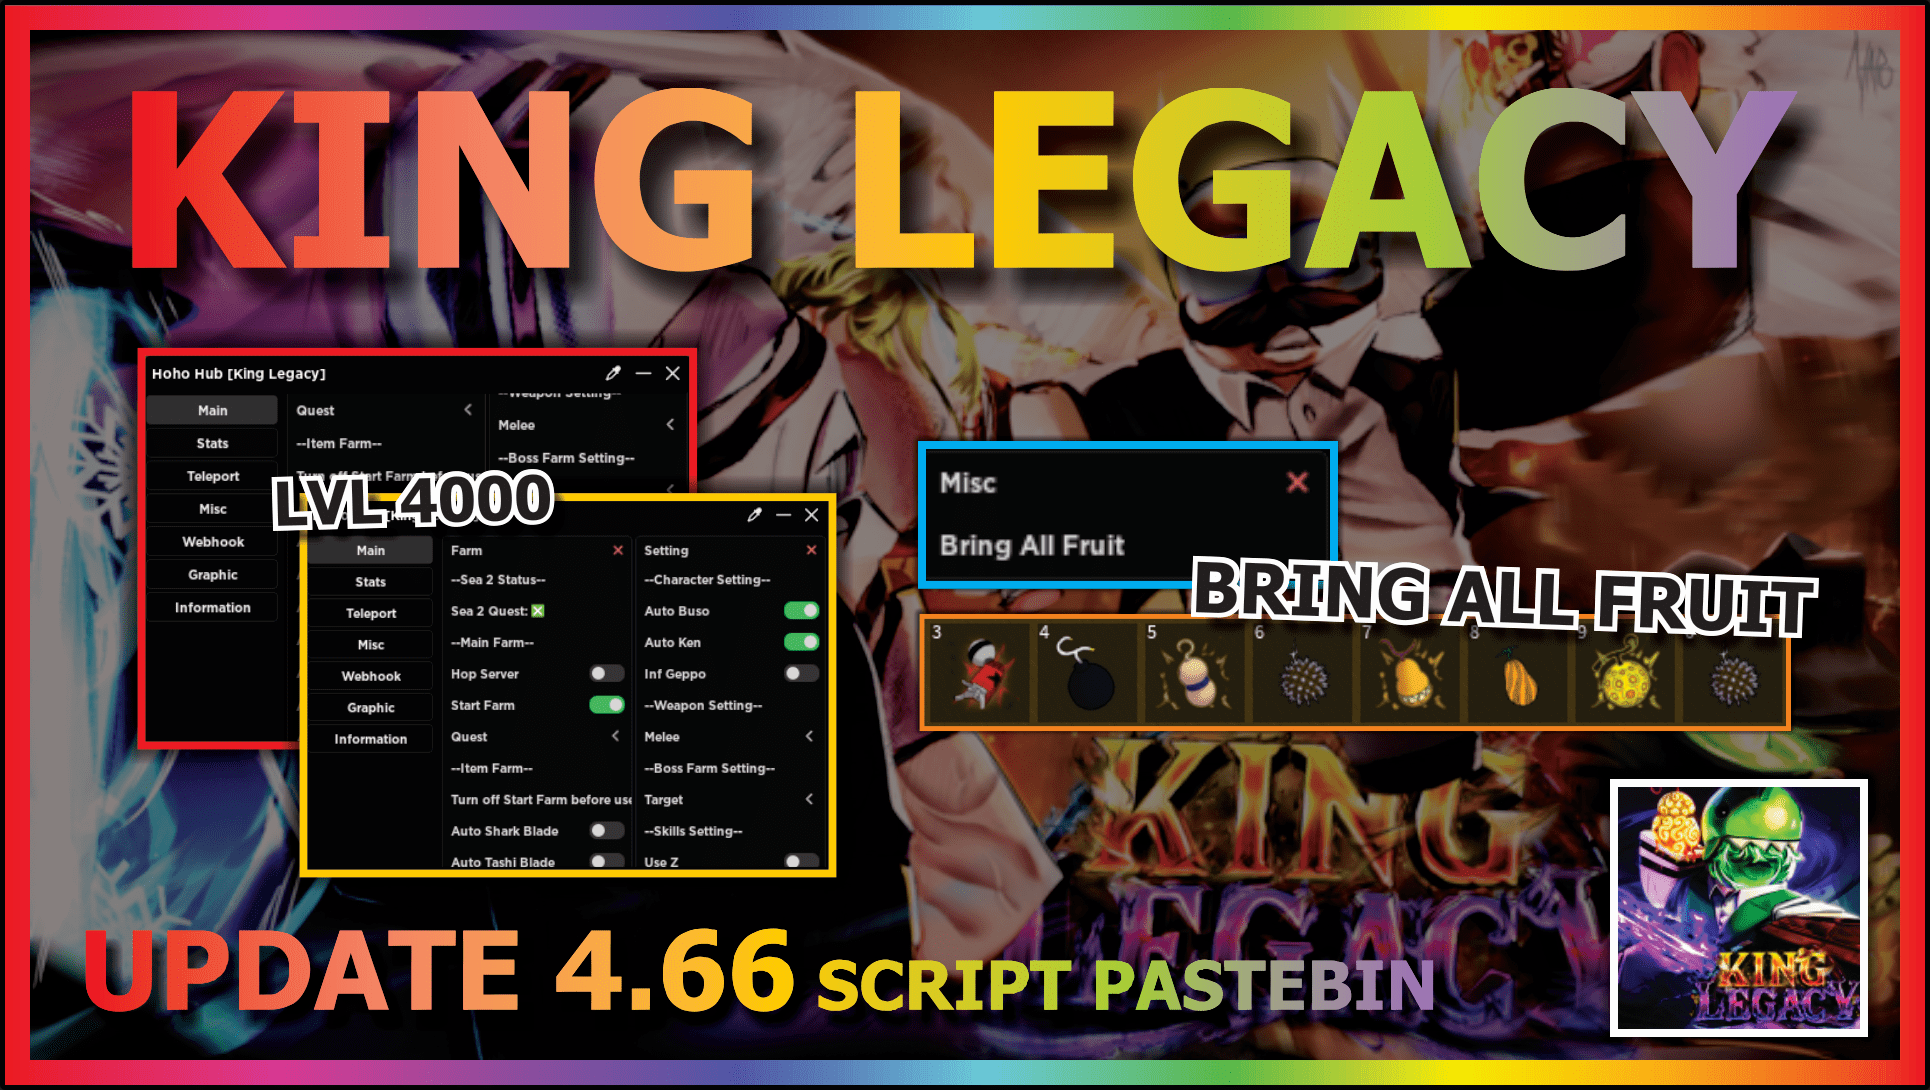 KING LEGACY
Hoho Hub [King Legacy]
Main
Stats
Teleport
Misc
Webhook
Graphic
Information
Quest
--Item Farm--
--Weapon Setting--
Melee
--Boss Farm Setting--
LVL 4000
Main
Stats
Teleport
Misc
Webhook
Graphic
Information
Farm
--Sea 2 Status--
Sea 2 Quest:
--Main Farm--
Hop Server
Start Farm
Quest
--Item Farm--
Turn off Start Farm before use
Auto Shark Blade
Auto Tashi Blade
Setting
--Character Setting--
Auto Buso
Auto Ken
Inf Geppo
--Weapon Setting--
Melee
--Boss Farm Setting--
Target
--Skills Setting--
Use Z
Misc
Bring All Fruit
BRING ALL FRUIT
3 4 5 6 7 8 9
KING
LEGACY
KING
LEGACY
UPDATE 4.66 SCRIPT PASTEBIN